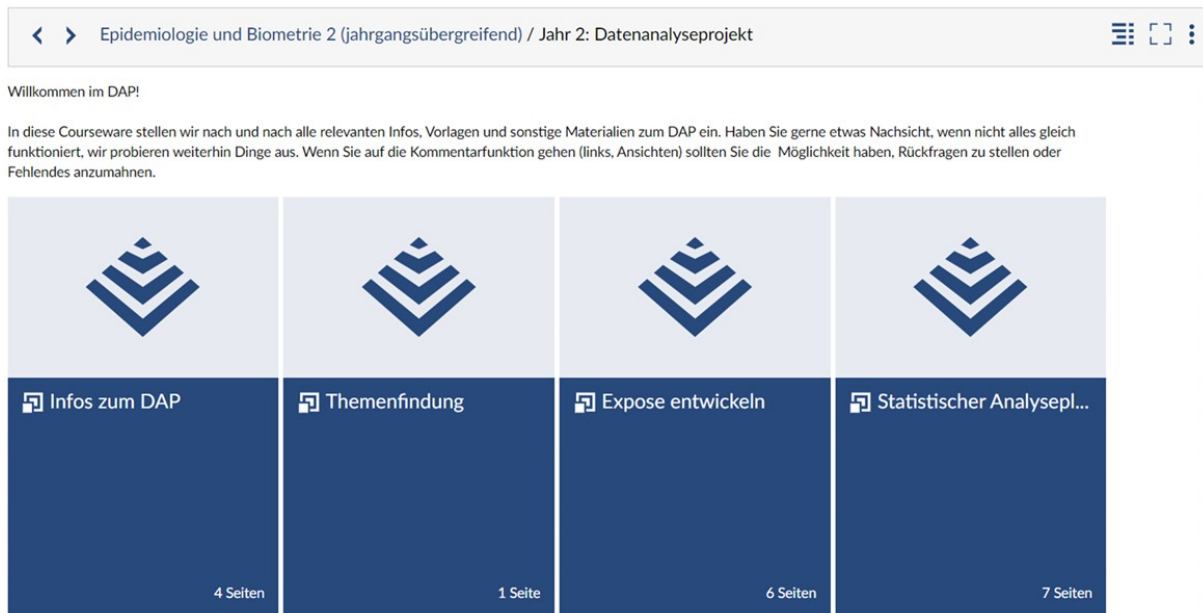 Epidemiologie und Biometrie 2 (jahrgangsübergreifend) / Jahr 2: Datenanalyseprojekt
Willkommen im DAP!
In diese Courseware stellen wir nach und nach alle relevanten Infos, Vorlagen und sonstige Materialien zum DAP ein. Haben Sie gerne etwas Nachsicht, wenn nicht alles gleich
funktioniert, wir probieren weiterhin Dinge aus. Wenn Sie auf die Kommentarfunktion gehen (links, Ansichten) sollten Sie die Möglichkeit haben, Rückfragen zu stellen oder
Fehlendes anzumahnen.
Infos zum DAP
4 Seiten
Themenfindung
1 Seite
Expose entwickeln
6 Seiten
Statistischer Analysepl...
7 Seiten